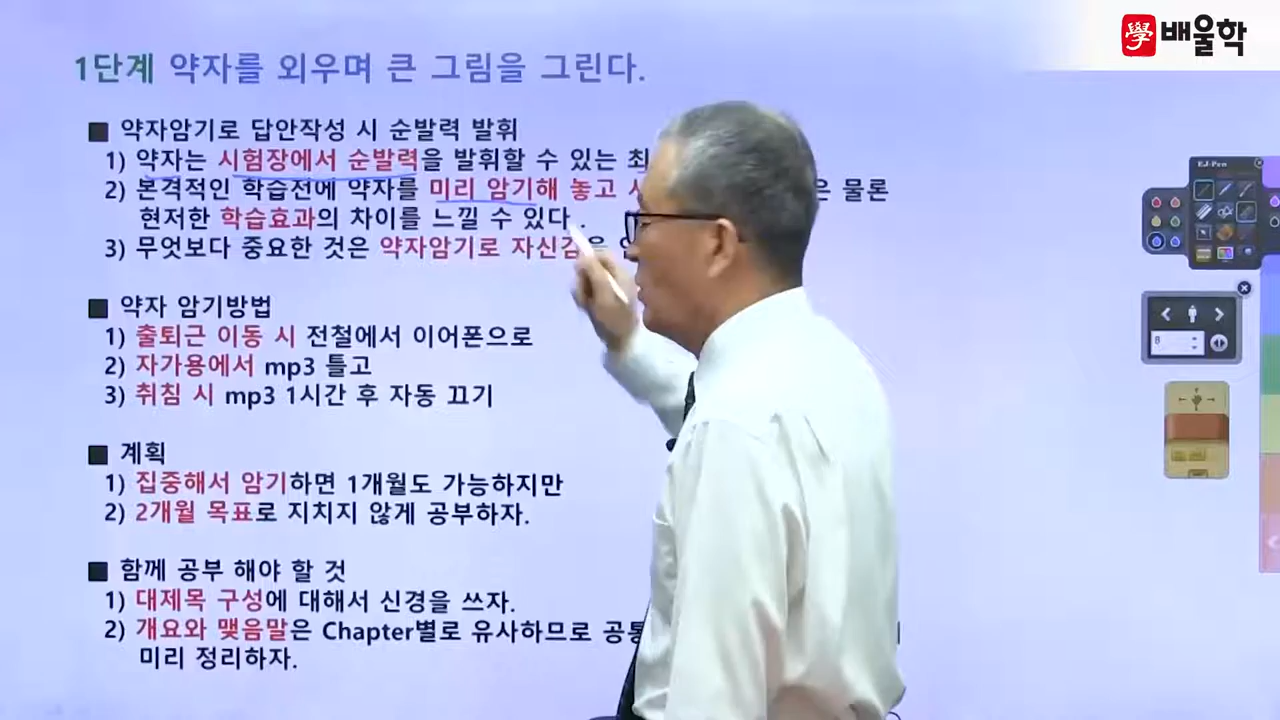 學 배울학
1단계 약자를 외우며 큰 그림을 그린다.
■ 약자암기로 답안작성 시 순발력 발휘
1) 약자는 시험장에서 순발력을 발휘할 수 있는 최
2) 본격적인 학습전에 약자를 미리 암기해 놓고 물론
현저한 학습효과의 차이를 느낄 수 있다.
3) 무엇보다 중요한 것은 약자암기로 자신감은
■ 약자 암기방법
1) 출퇴근 이동 시 전철에서 이어폰으로
2) 자가용에서 mp3 틀고
3) 취침 시 mp3 1시간 후 자동 끄기
■ 계획
1) 집중해서 암기하면 1개월도 가능하지만
2) 2개월 목표로 지치지 않게 공부하자.
■ 함께 공부 해야 할 것
1) 대제목 구성에 대해서 신경을 쓰자.
2) 개요와 맺음말은 Chapter별로 유사하므로 공통
미리 정리하자.
EJ-Pen
8